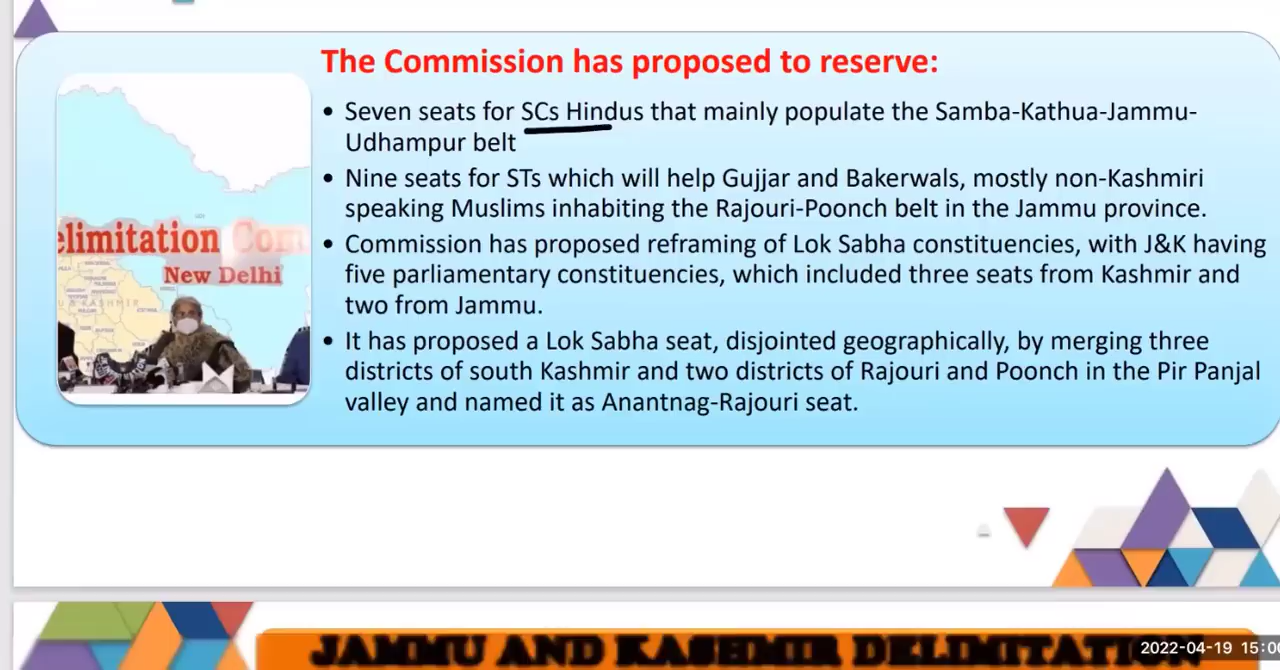 The Commission has proposed to reserve:
• Seven seats for SCs Hindus that mainly populate the Samba-Kathua-Jammu-
Udhampur belt
• Nine seats for STs which will help Gujjar and Bakerwals, mostly non-Kashmiri
speaking Muslims inhabiting the Rajouri-Poonch belt in the Jammu province.
• Commission has proposed reframing of Lok Sabha constituencies, with J&K having
five parliamentary constituencies, which included three seats from Kashmir and
two from Jammu.
• It has proposed a Lok Sabha seat, disjointed geographically, by merging three
districts of south Kashmir and two districts of Rajouri and Poonch in the Pir Panjal
valley and named it as Anantnag-Rajouri seat.
elimitation Com
New Delhi
JAMMU AND KASHMIR DELIMITATI
2022-04-19 15:0